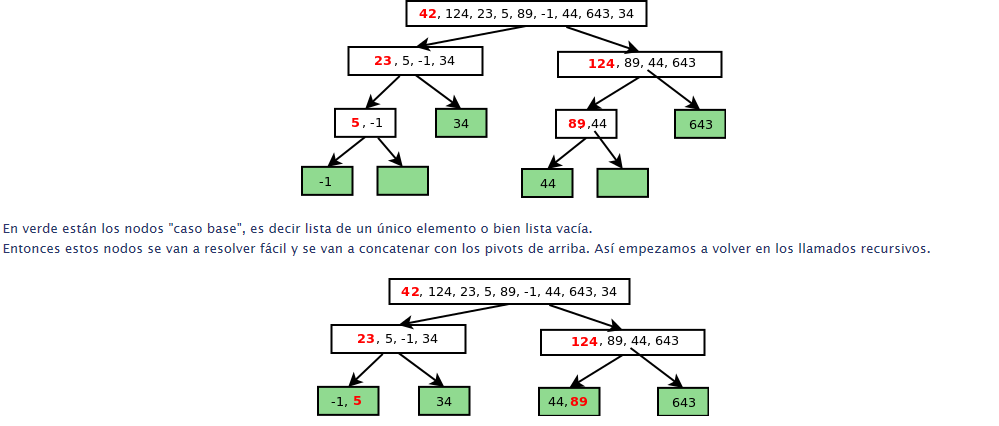 42, 124, 23, 5, 89, -1, 44, 643, 34
23, 5, -1, 34
124, 89, 44, 643
5, -1
34
89,44
643
-1
44
En verde están los nodos "caso base", es decir lista de un único elemento o bien lista vacía.
Entonces estos nodos se van a resolver fácil y se van a concatenar con los pivots de arriba. Así empezamos a volver en los llamados recursivos.
42, 124, 23, 5, 89, -1, 44, 643, 34
23, 5, -1, 34
124, 89, 44, 643
-1, 5
34
44,89
643